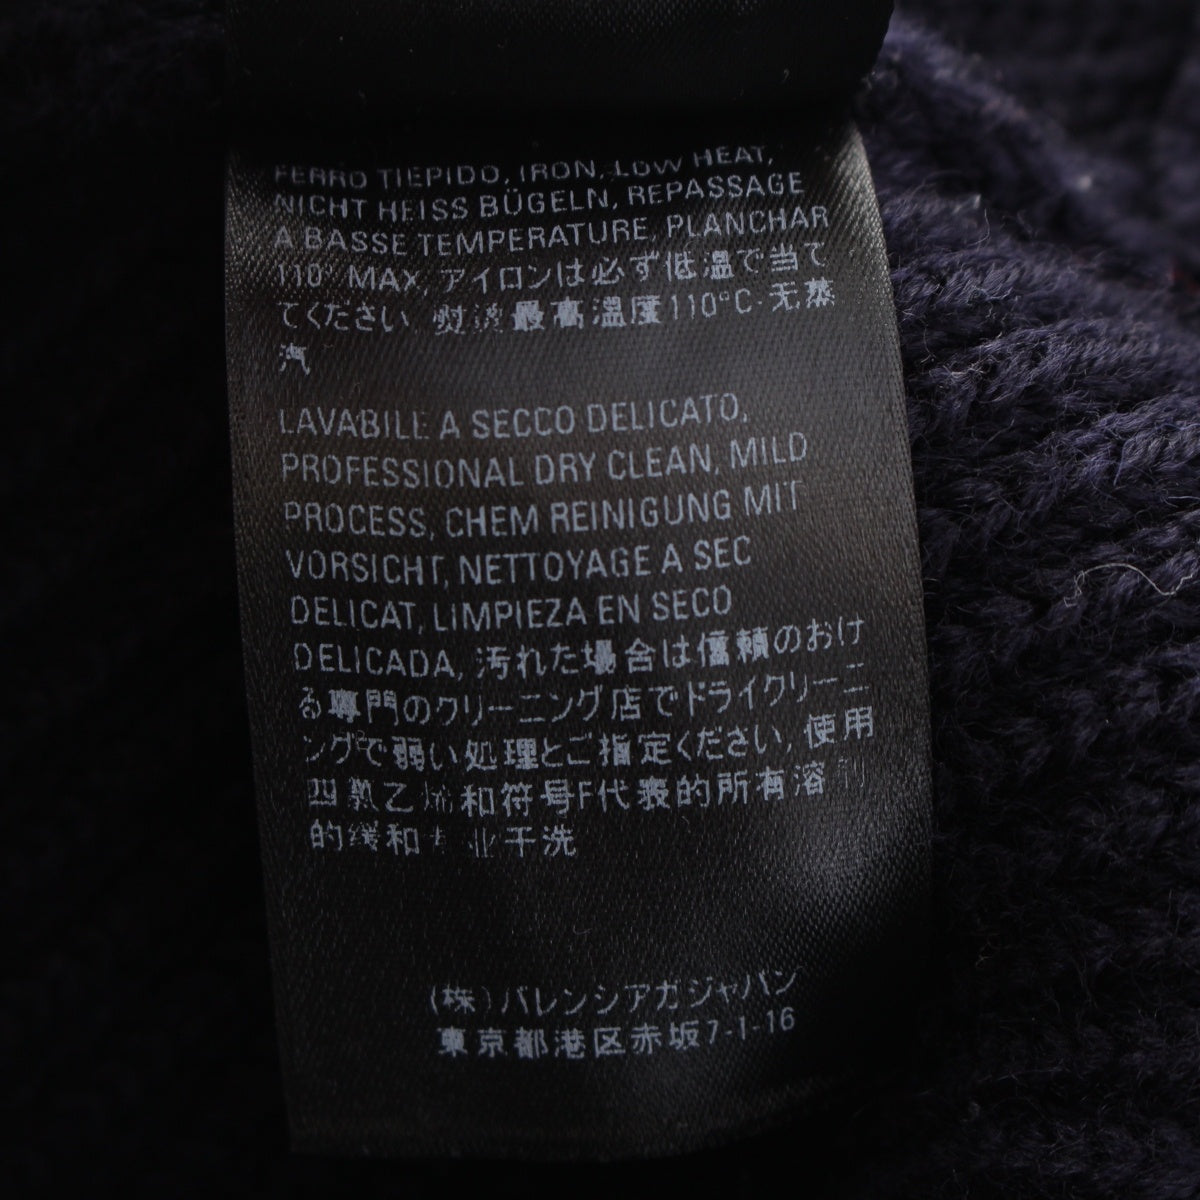 FERRO TIEPIDO, IRON, LOW HEAT,
NICHT HEISS BÜGELN, REPASSAGE
A BASSE TEMPERATURE, PLANCHAR
110° MAX, アイロンは必ず低温で当て
てください 熨烫最高温度110°C·无蒸
汽
LAVABILE A SECCO DELICATO,
PROFESSIONAL DRY CLEAN, MILD
PROCESS, CHEM REINIGUNG MIT
VORSICHT, NETTOYAGE A SEC
DELICAT, LIMPIEZA EN SECO
DELICADA, 汚れた場合は信頼のおけ
る専門のクリーニング店でドライクリーニ
ングで弱い処理とご指定ください, 使用
四氯乙烯和符号F代表的所有溶剂
的缓和专业干洗
(株)バレンシアガジャパン
東京都港区赤坂7-1-16